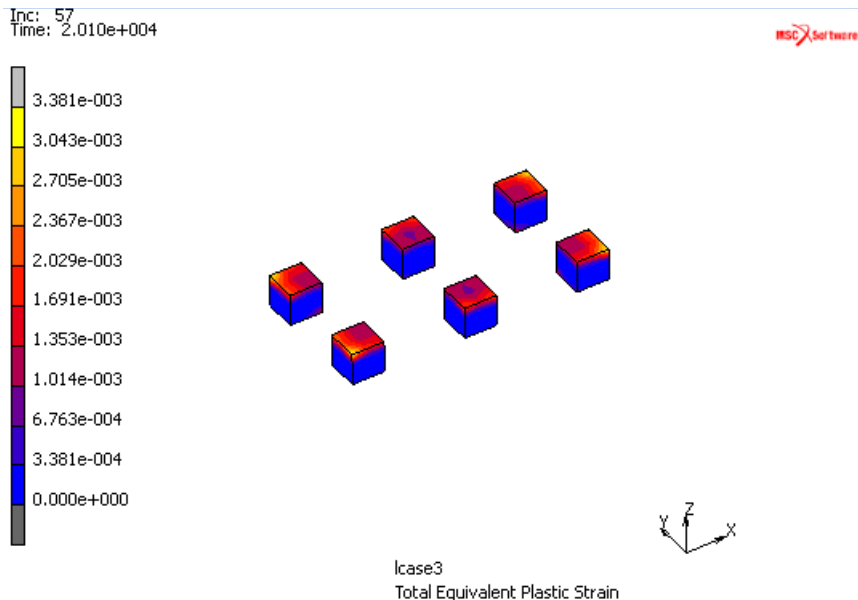 Inc: 57
Time: 2.010e+004
MSC Software
3.381e-003
3.043e-003
2.705e-003
2.367e-003
2.029e-003
1.691e-003
1.353e-003
1.014e-003
6.763e-004
3.381e-004
0.000e+000
Z
Y
X
lcase3
Total Equivalent Plastic Strain